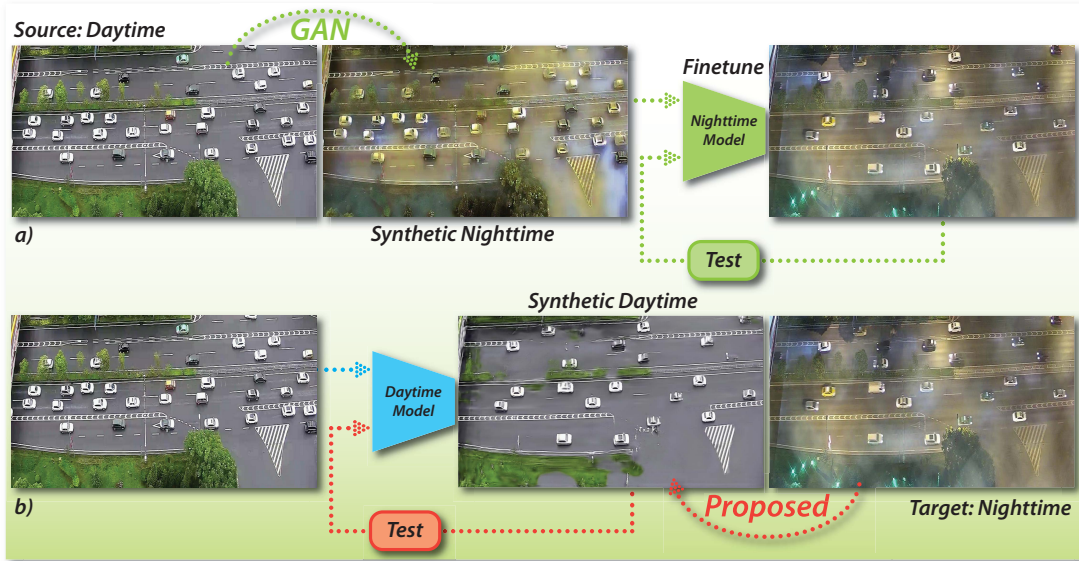 Source: Daytime
GAN
Finetune
Nighttime
Model
a)
Synthetic Nighttime
Test
Synthetic Daytime
Daytime
Model
b)
Test
Proposed
Target: Nighttime